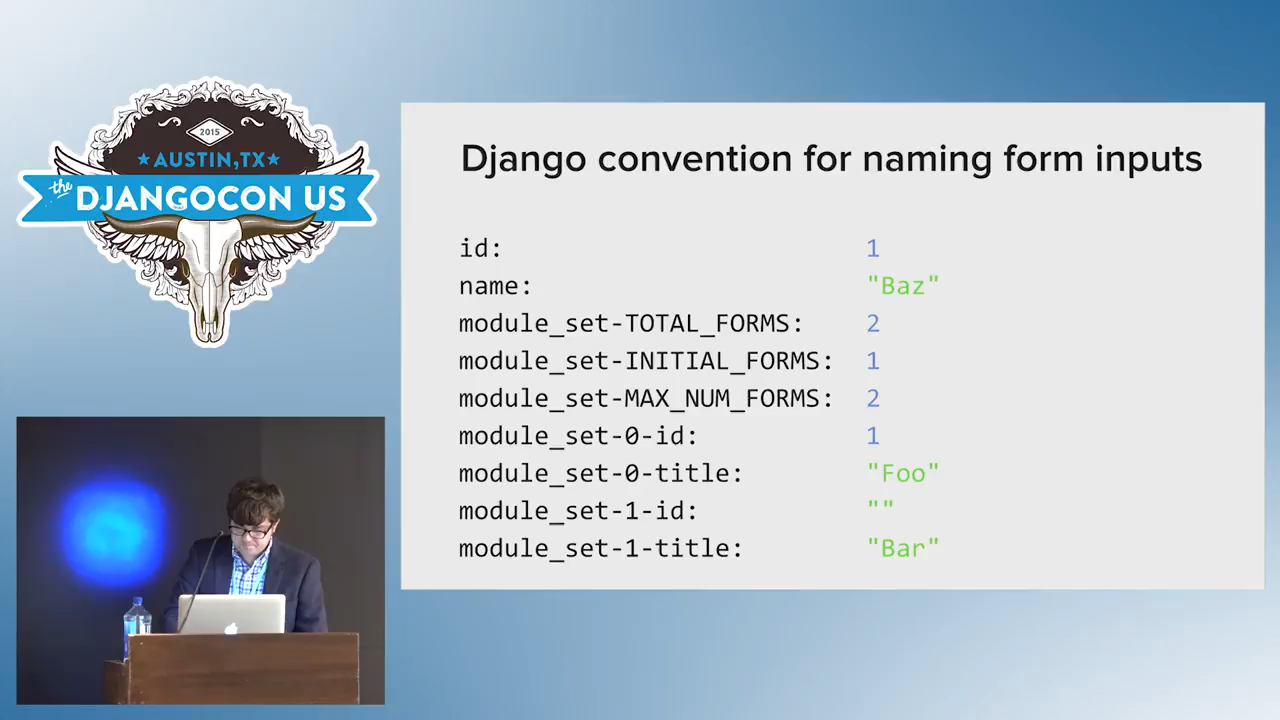 2015
AUSTIN, TX
the
DJANGOCON US
Django convention for naming form inputs
id: 1
name: "Baz"
module_set-TOTAL_FORMS: 2
module_set-INITIAL_FORMS: 1
module_set-MAX_NUM_FORMS: 2
module_set-0-id: 1
module_set-0-title: "Foo"
module_set-1-id: ""
module_set-1-title: "Bar"